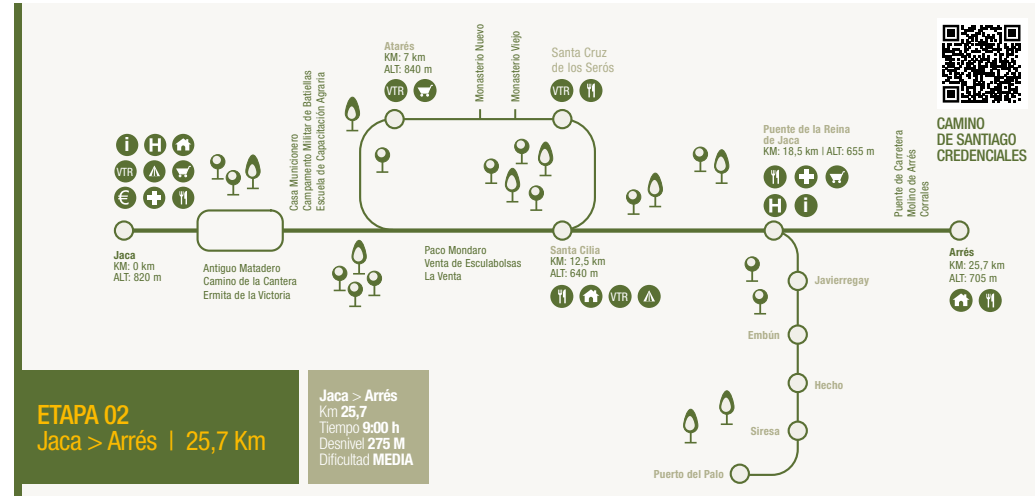 Atarés
KM: 7 km
ALT: 840 m
VTR
Monasterio Nuevo
Monasterio Viejo
Santa Cruz
de los Serós
VTR
CAMINO
DE SANTIAGO
CREDENCIALES
i H
VTR
€
Casa Municionero
Campamento Militar de Batiellas
Escuela de Capacitación Agraria
Puente de la Reina
de Jaca
KM: 18,5 km | ALT: 655 m
H i
Puente de Carretera
Molino de Arrés
Corrales
Jaca
KM: 0 km
ALT: 820 m
Antiguo Matadero
Camino de la Cantera
Ermita de la Victoria
Paco Mondaro
Venta de Esculabolsas
La Venta
Santa Cilia
KM: 12,5 km
ALT: 640 m
VTR
Arrés
KM: 25,7 km
ALT: 705 m
Javierregay
Embún
Hecho
Siresa
Puerto del Palo
ETAPA 02
Jaca > Arrés | 25,7 Km
Jaca > Arrés
Km 25,7
Tiempo 9:00 h
Desnivel 275 M
Dificultad MEDIA